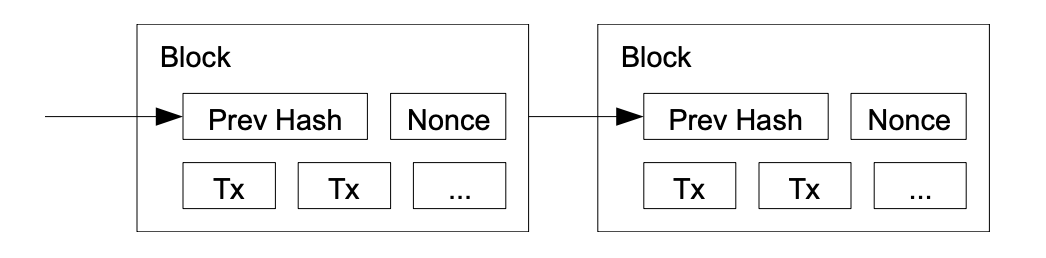 Block
Prev Hash
Nonce
Tx
Tx
...
Block
Prev Hash
Nonce
Tx
Tx
...